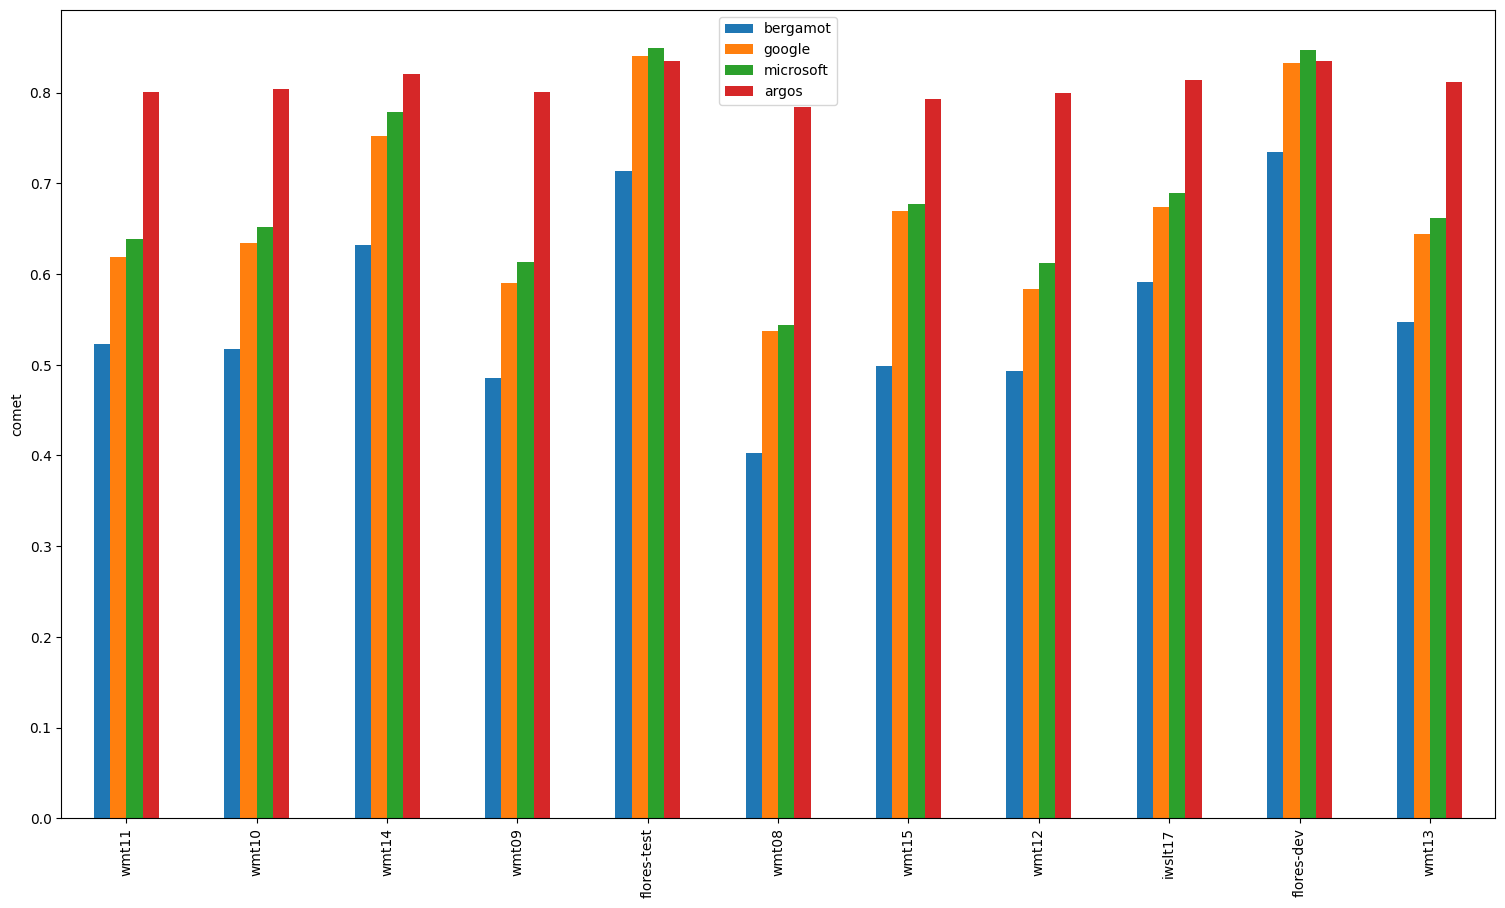 bergamot
google
microsoft
argos
comet
0.8
0.7
0.6
0.5
0.4
0.3
0.2
0.1
0.0
wmt11
wmt10
wmt14
wmt09
flores-test
wmt08
wmt15
wmt12
iwslt17
flores-dev
wmt13